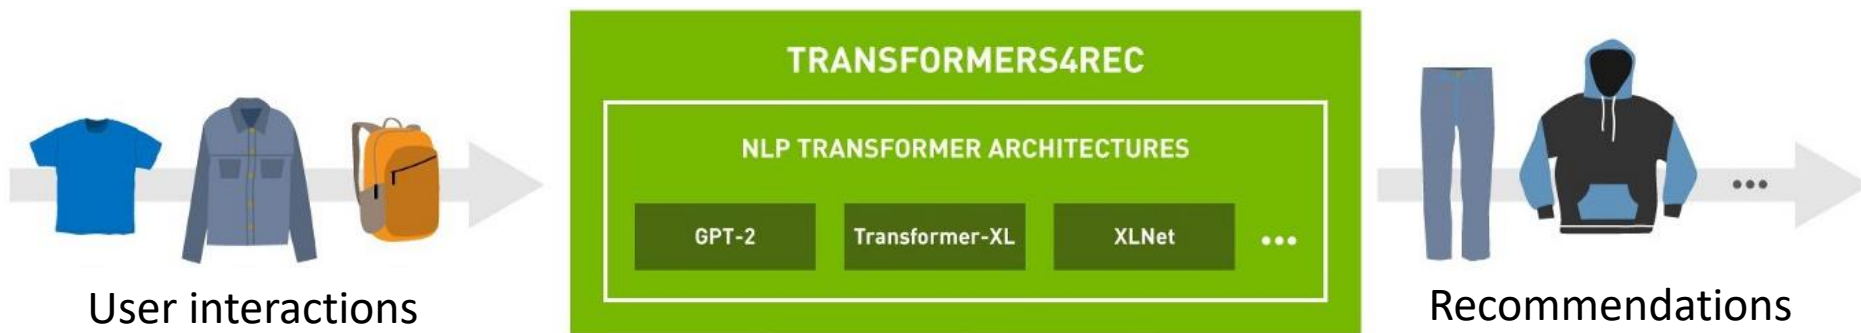 TRANSFORMERS4REC
NLP TRANSFORMER ARCHITECTURES
GPT-2
Transformer-XL
XLNet
•••
•••
User interactions
Recommendations